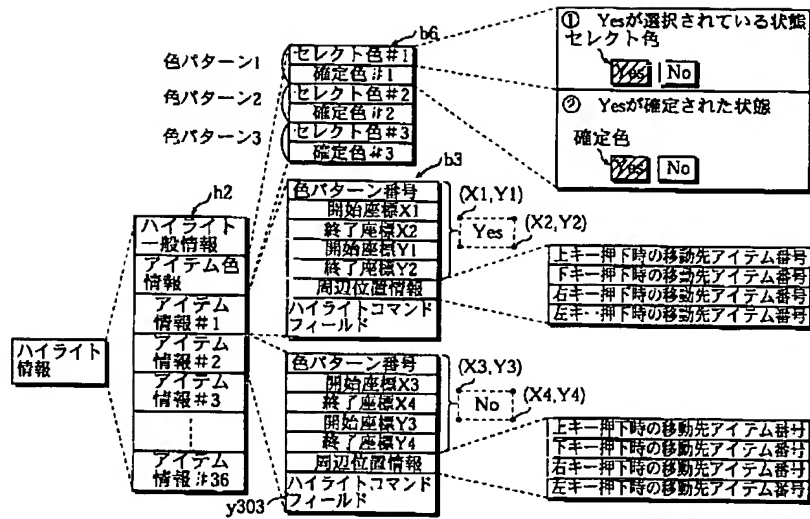 b6
色パターン1
セレクト色#1
確定色#1
色パターン2
セレクト色#2
確定色#2
色パターン3
セレクト色#3
確定色#3
① Yesが選択されている状態
セレクト色
Yes No
② Yesが確定された状態
確定色
Yes No
h2
ハイライト
一般情報
アイテム色
情報
アイテム
情報#1
アイテム
情報#2
アイテム
情報#3
アイテム
情報#36
ハイライト
情報
b3
色パターン番号
開始座標X1
終了座標X2
開始座標Y1
終了座標Y2
周辺位置情報
ハイライトコマンド
フィールド
(X1,Y1)
Yes
(X2,Y2)
上キー押下時の移動先アイテム番号
下キー押下時の移動先アイテム番号
右キー押下時の移動先アイテム番号
左キー押下時の移動先アイテム番号
色パターン番号
開始座標X3
終了座標X4
開始座標Y3
終了座標Y4
周辺位置情報
ハイライトコマンド
フィールド
y303
(X3,Y3)
No
(X4,Y4)
上キー押下時の移動先アイテム番号
下キー押下時の移動先アイテム番号
右キー押下時の移動先アイテム番号
左キー押下時の移動先アイテム番号